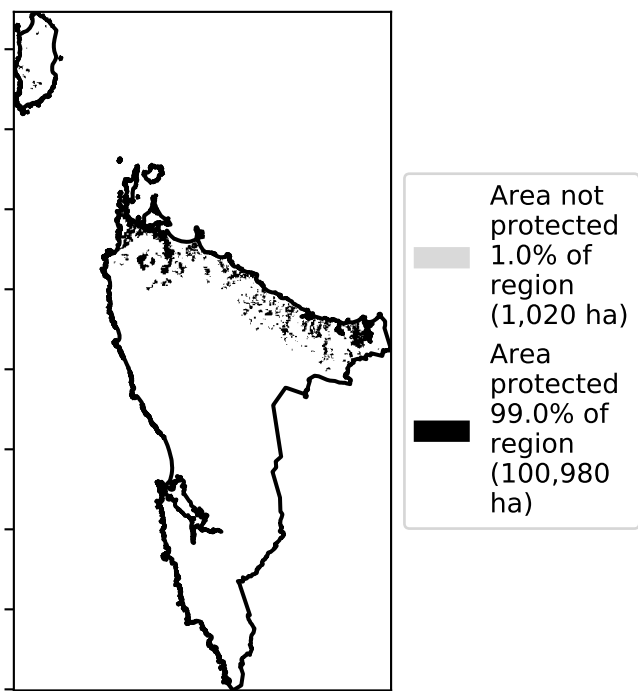 Area not
protected
1.0% of
region
(1,020 ha)
Area
protected
99.0% of
region
(100,980
ha)